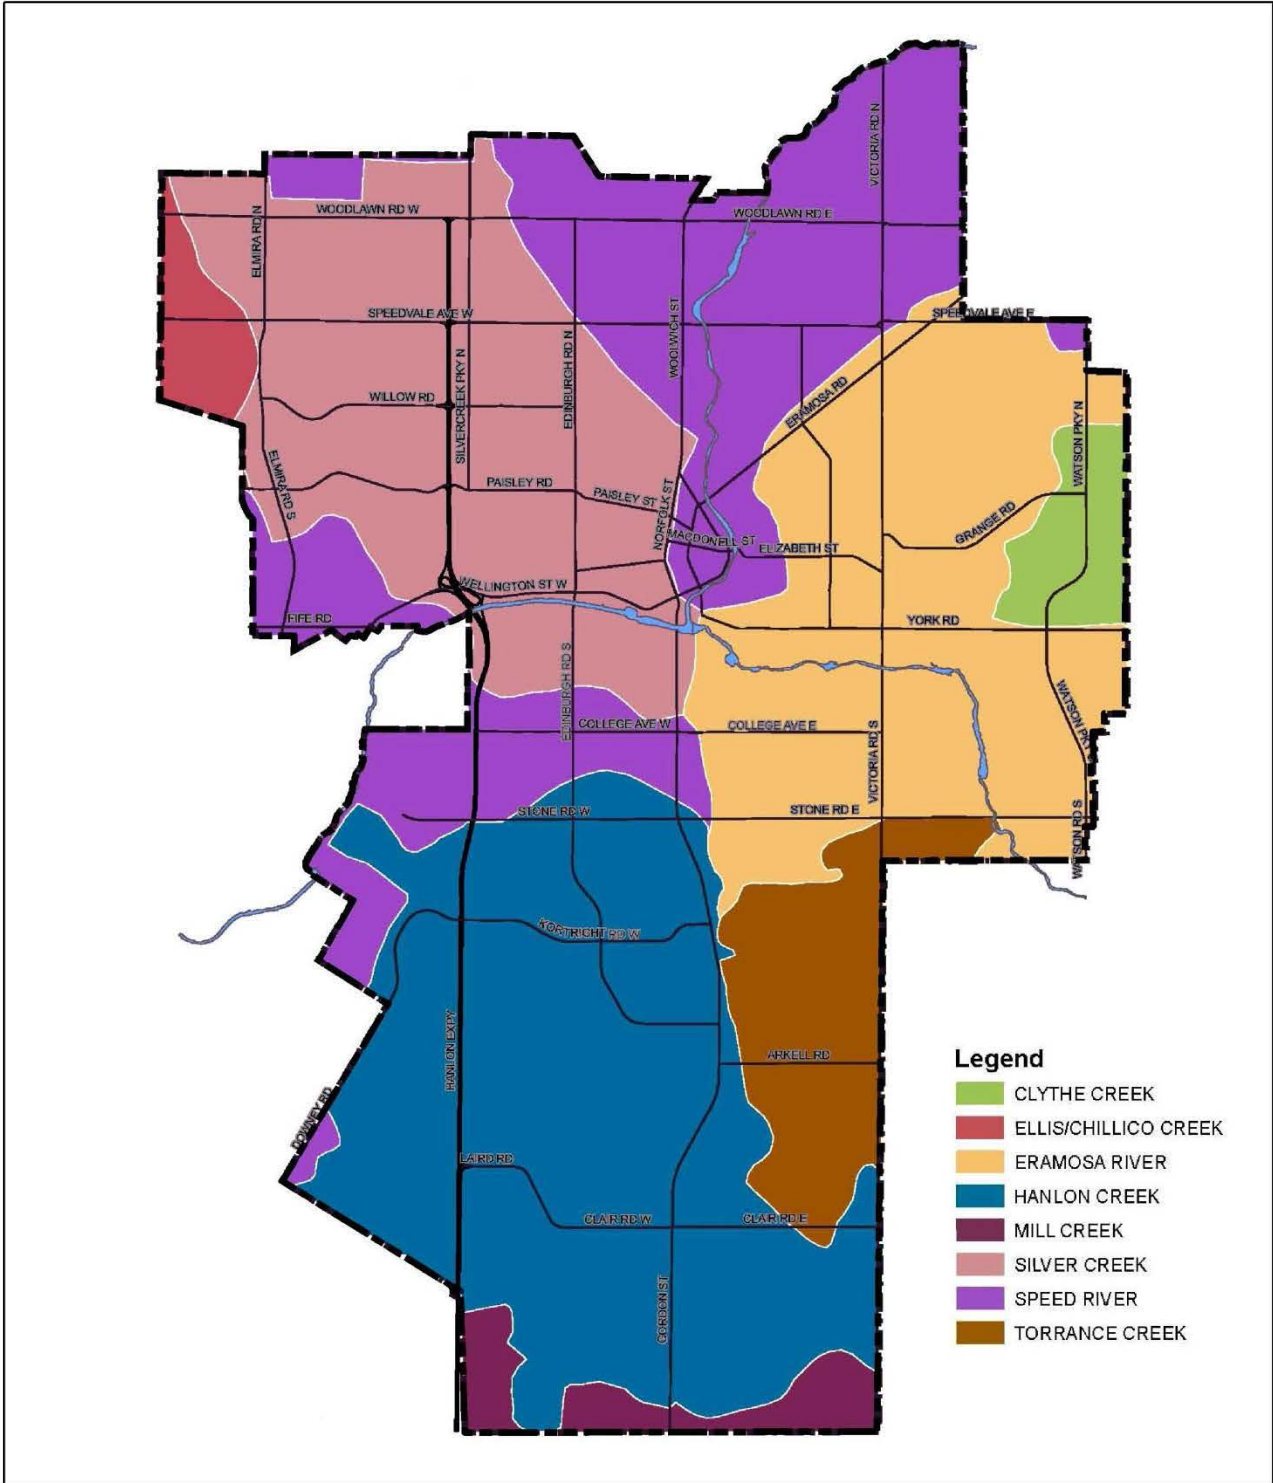 VICTORIA RD N
WOODLAWN RD W
WOODLAWN RD E
ELMIRA RD N
SPEEDVALE AVE W
SPEEDVALE AVE E
WOOLWICH ST
EDINBURGH RD N
SILVERCREEK PKY N
WILLOW RD
ERAMOSA RD
WATSON PKY N
ELMIRA RD S
PAISLEY RD
PAISLEY ST
NORFOLK ST
GRANGE RD
MACDONELL ST
ELIZABETH ST
WELLINGTON ST W
FIFE RD
YORK RD
EDINBURGH RD S
WATSON PKY S
COLLEGE AVE W
COLLEGE AVE E
VICTORIA RD S
STONE RD W
STONE RD E
WATSON RD S
KORTRIGHT RD W
HANLON EXPY
ARKELL RD
DOWNEY RD
LAIRD RD
CLAIR RD W
CLAIR RD E
GORDON ST
Legend
CLYTHE CREEK
ELLIS/CHILLICO CREEK
ERAMOSA RIVER
HANLON CREEK
MILL CREEK
SILVER CREEK
SPEED RIVER
TORRANCE CREEK